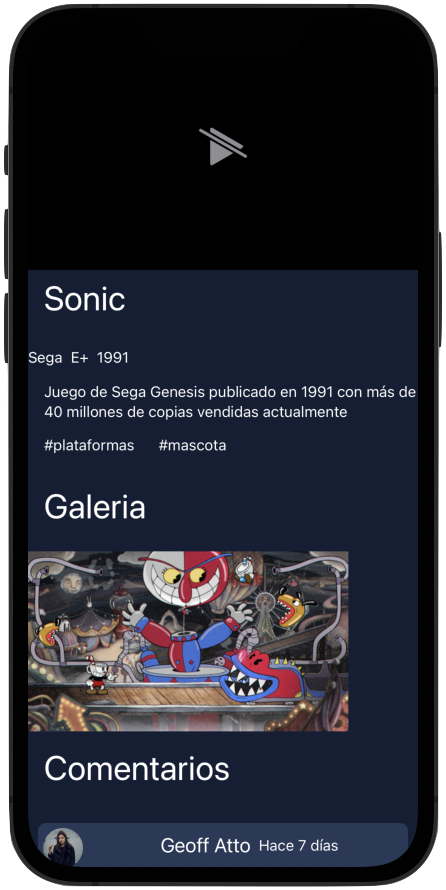 Sonic
Sega E+ 1991
Juego de Sega Genesis publicado en 1991 con más de
40 millones de copias vendidas actualmente
#plataformas #mascota
Galeria
Comentarios
Geoff Atto Hace 7 días